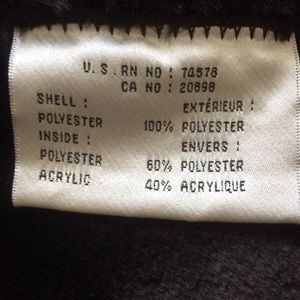 U.S. RN NO : 74578
CA NO : 20898
SHELL : EXTÉRIEUR :
POLYESTER 100% POLYESTER
INSIDE : ENVERS :
POLYESTER 60% POLYESTER
ACRYLIC 40% ACRYLIQUE